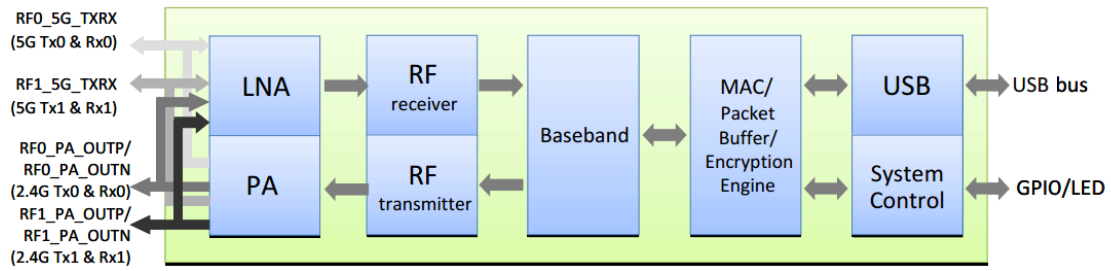 RF0_5G_TXRX
(5G Tx0 & Rx0)
RF1_5G_TXRX
(5G Tx1 & Rx1)
RF0_PA_OUTP/
RF0_PA_OUTN
(2.4G Tx0 & Rx0)
RF1_PA_OUTP/
RF1_PA_OUTN
(2.4G Tx1 & Rx1)
LNA
PA
RF
receiver
RF
transmitter
Baseband
MAC/
Packet
Buffer/
Encryption
Engine
USB
System
Control
USB bus
GPIO/LED